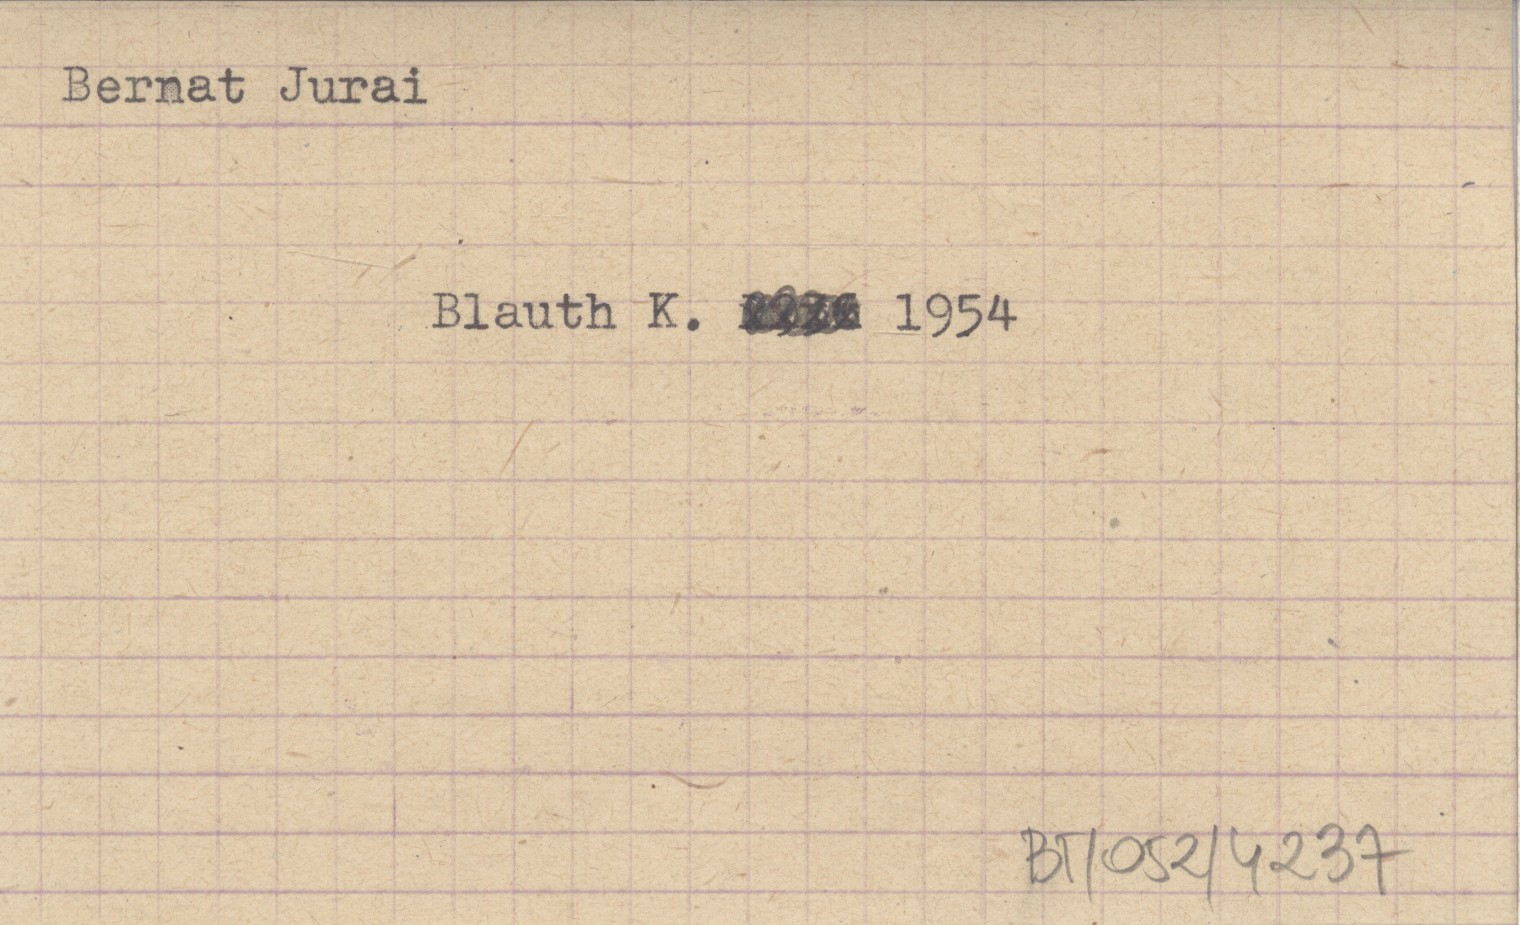 Bernat Jurai
Blauth K. 1954
BT/052/4237